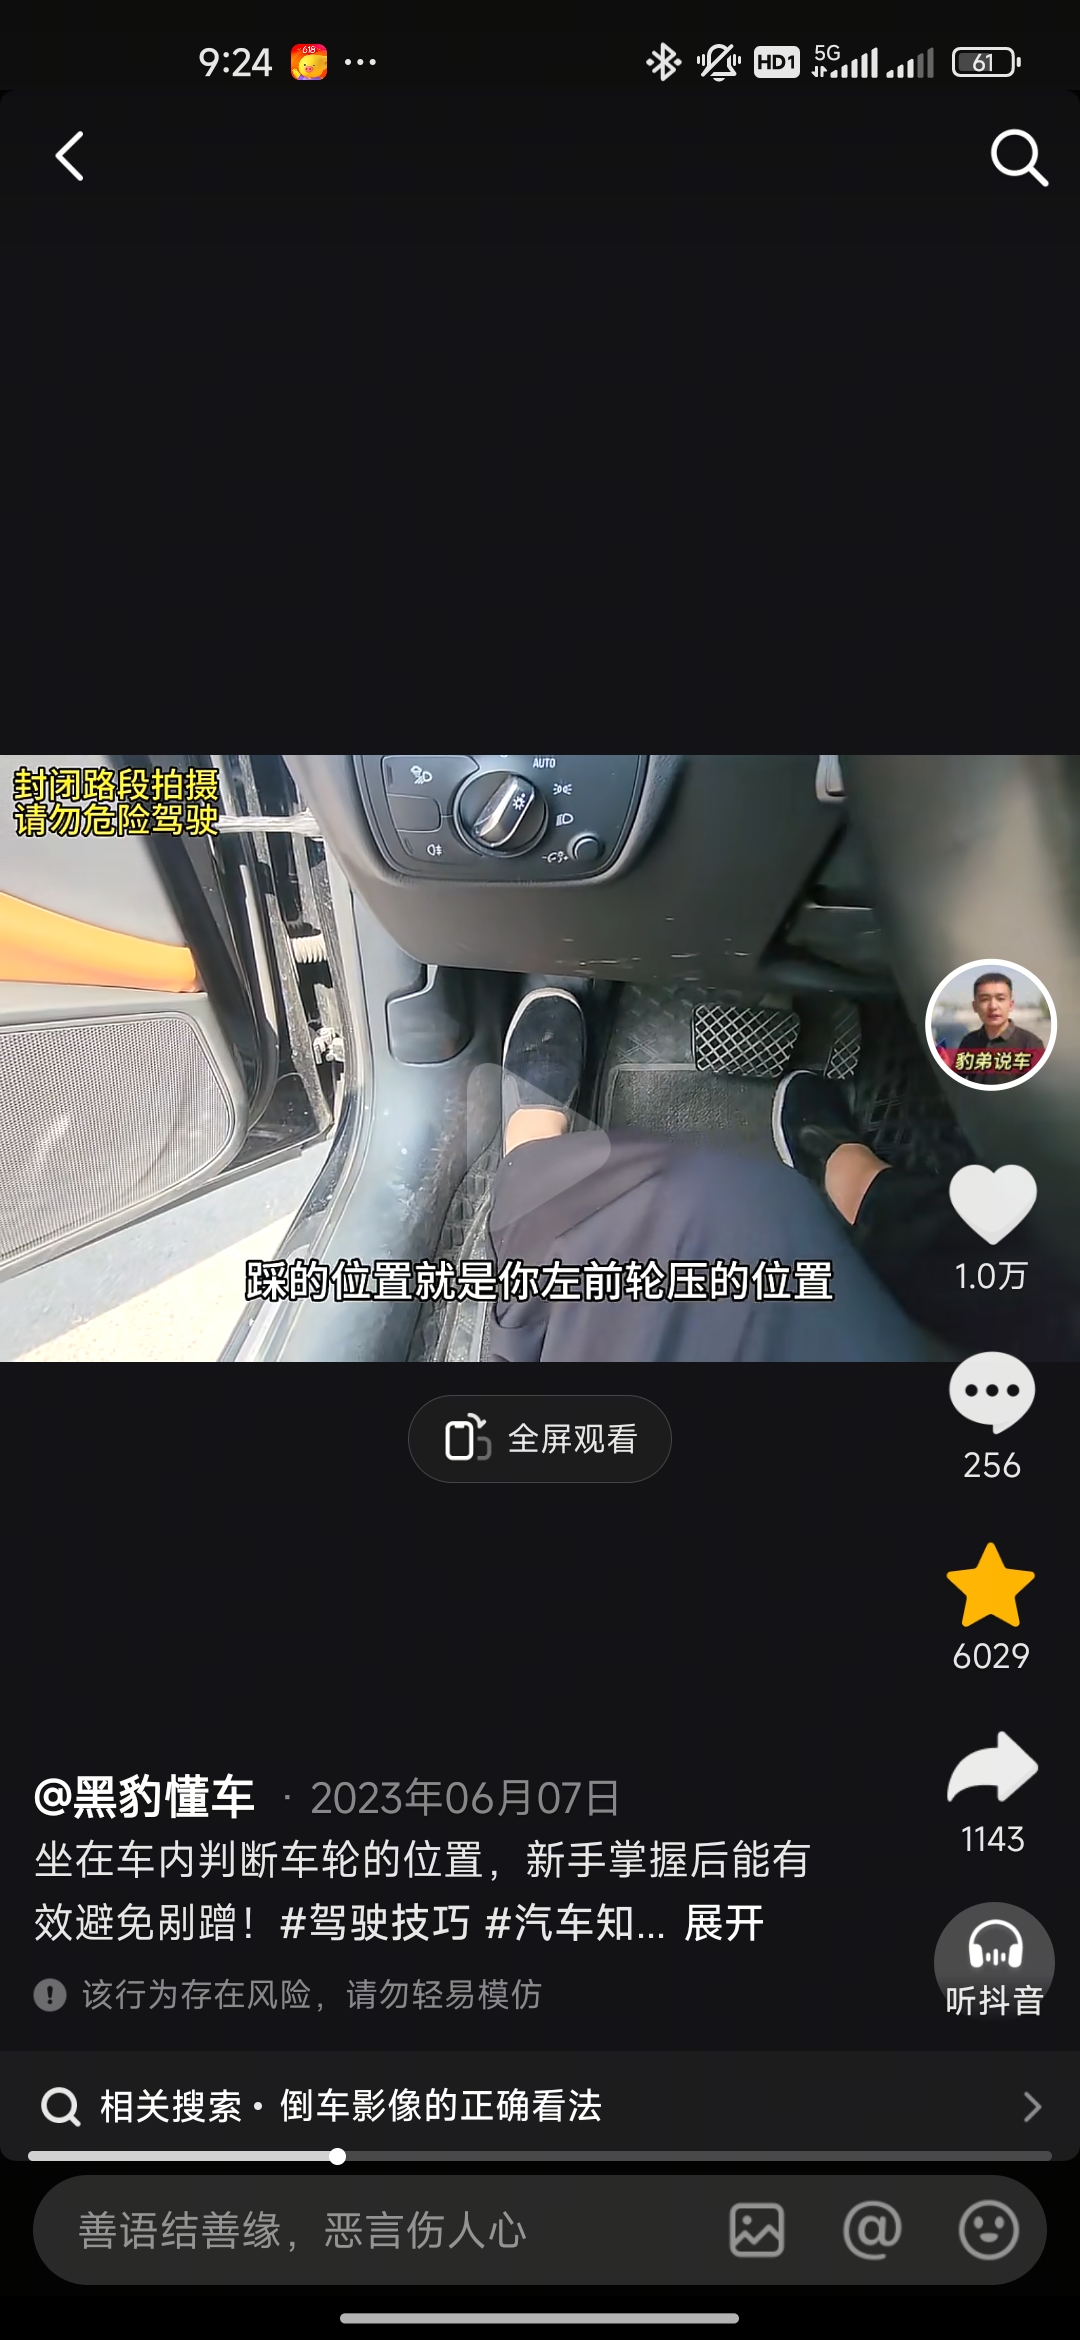 9:24
618
HD1
5G
61
封闭路段拍摄
请勿危险驾驶
AUTO
豹弟说车
踩的位置就是你左前轮压的位置
1.0万
全屏观看
256
6029
1143
@黑豹懂车 · 2023年06月07日
坐在车内判断车轮的位置，新手掌握后能有
效避免剐蹭！#驾驶技巧 #汽车知... 展开
该行为存在风险，请勿轻易模仿
听抖音
相关搜索 · 倒车影像的正确看法
善语结善缘，恶言伤人心